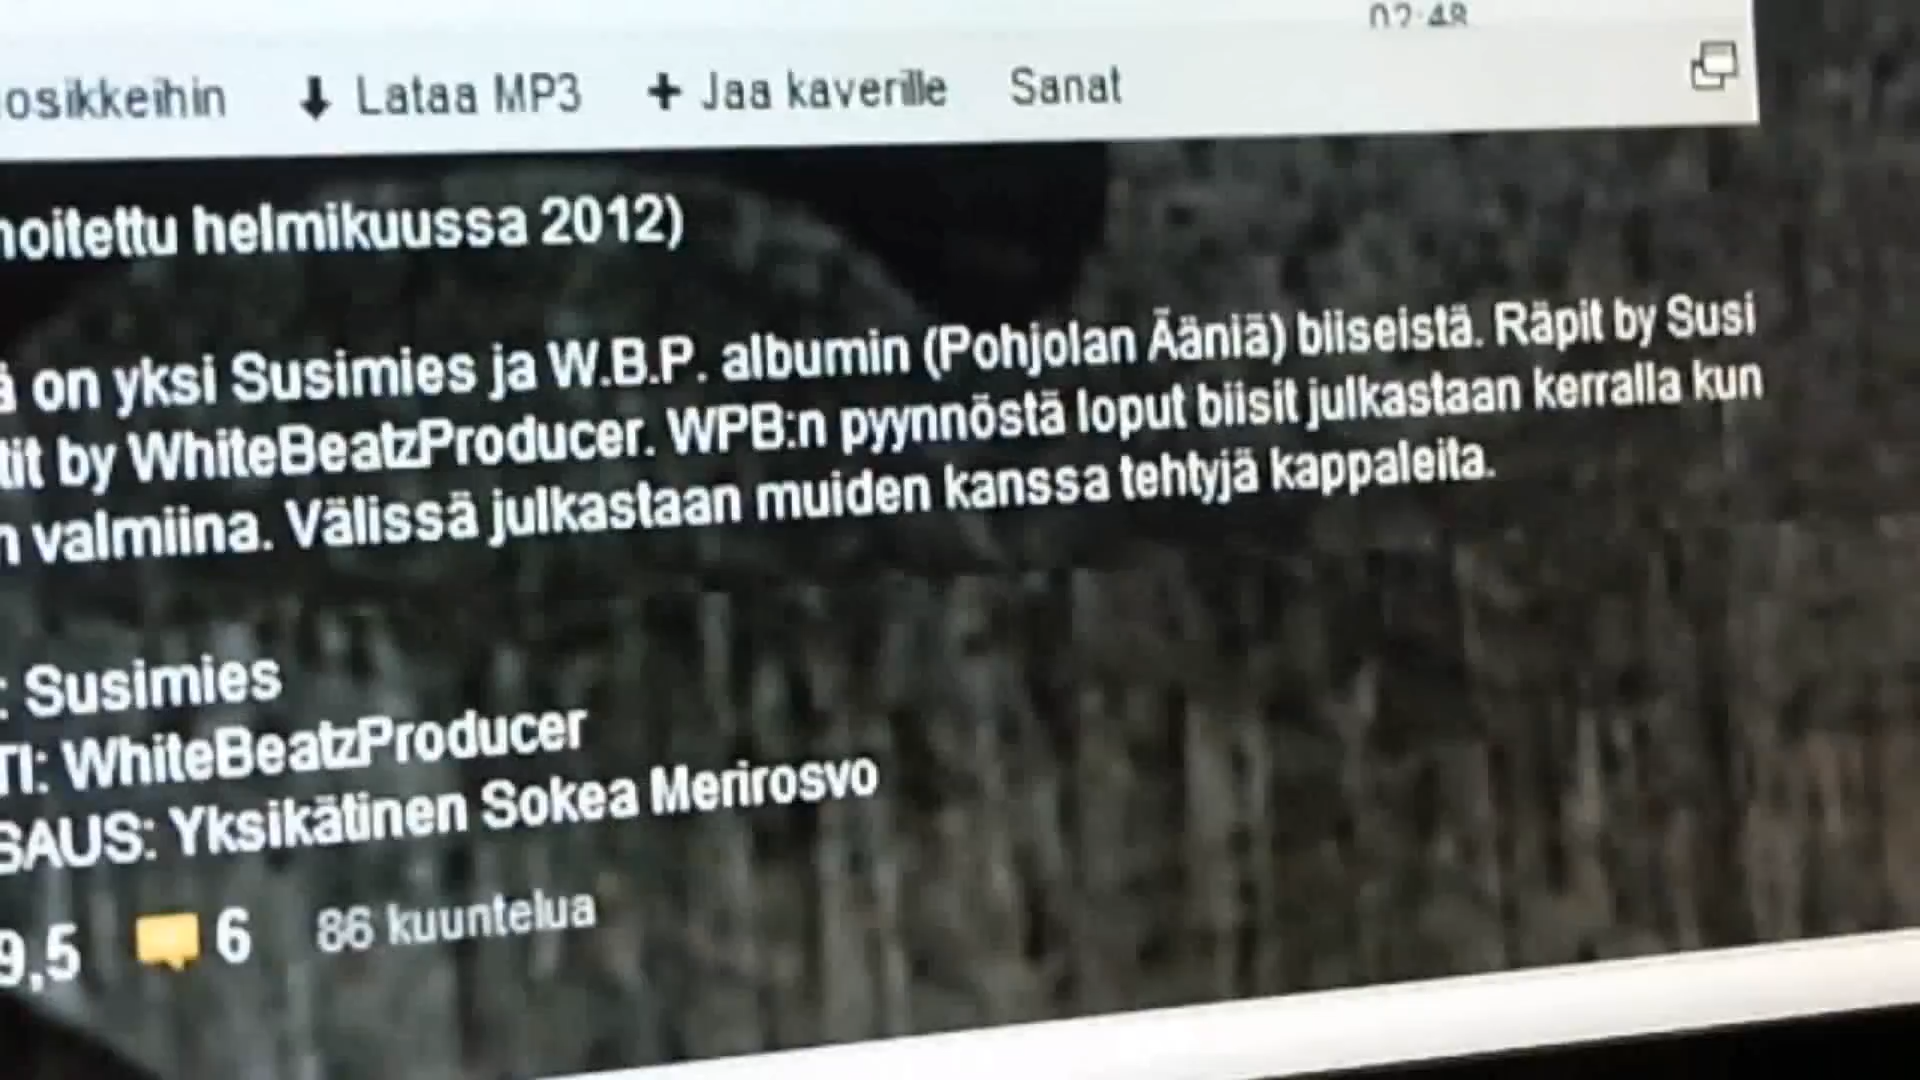 02:48
osikkeihin Lataa MP3 + Jaa kaverille Sanat
noitettu helmikuussa 2012)
ä on yksi Susimies ja W.B.P. albumin (Pohjolan Ääniä) biiseistä. Räpit by Susi
tit by WhiteBeatzProducer. WPB:n pyynnöstä loput biisit julkastaan kerralla kun
n valmiina. Välissä julkastaan muiden kanssa tehtyjä kappaleita.
: Susimies
TI: WhiteBeatzProducer
SAUS: Yksikätinen Sokea Merirosvo
9,5 6 86 kuuntelua